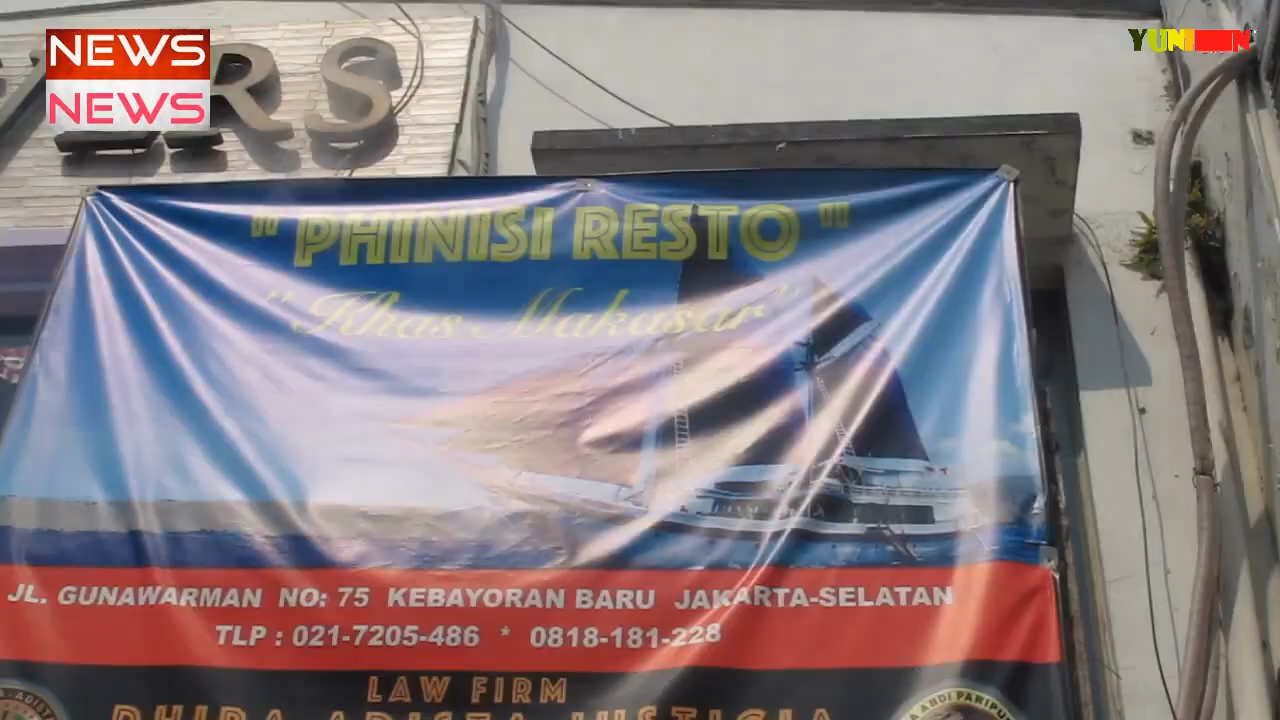 NEWS
NEWS
RS
" PHINISI RESTO "
"Khas Makasar"
JL. GUNAWARMAN NO: 75 KEBAYORAN BARU JAKARTA-SELATAN
TLP : 021-7205-486 * 0818-181-228
LAW FIRM